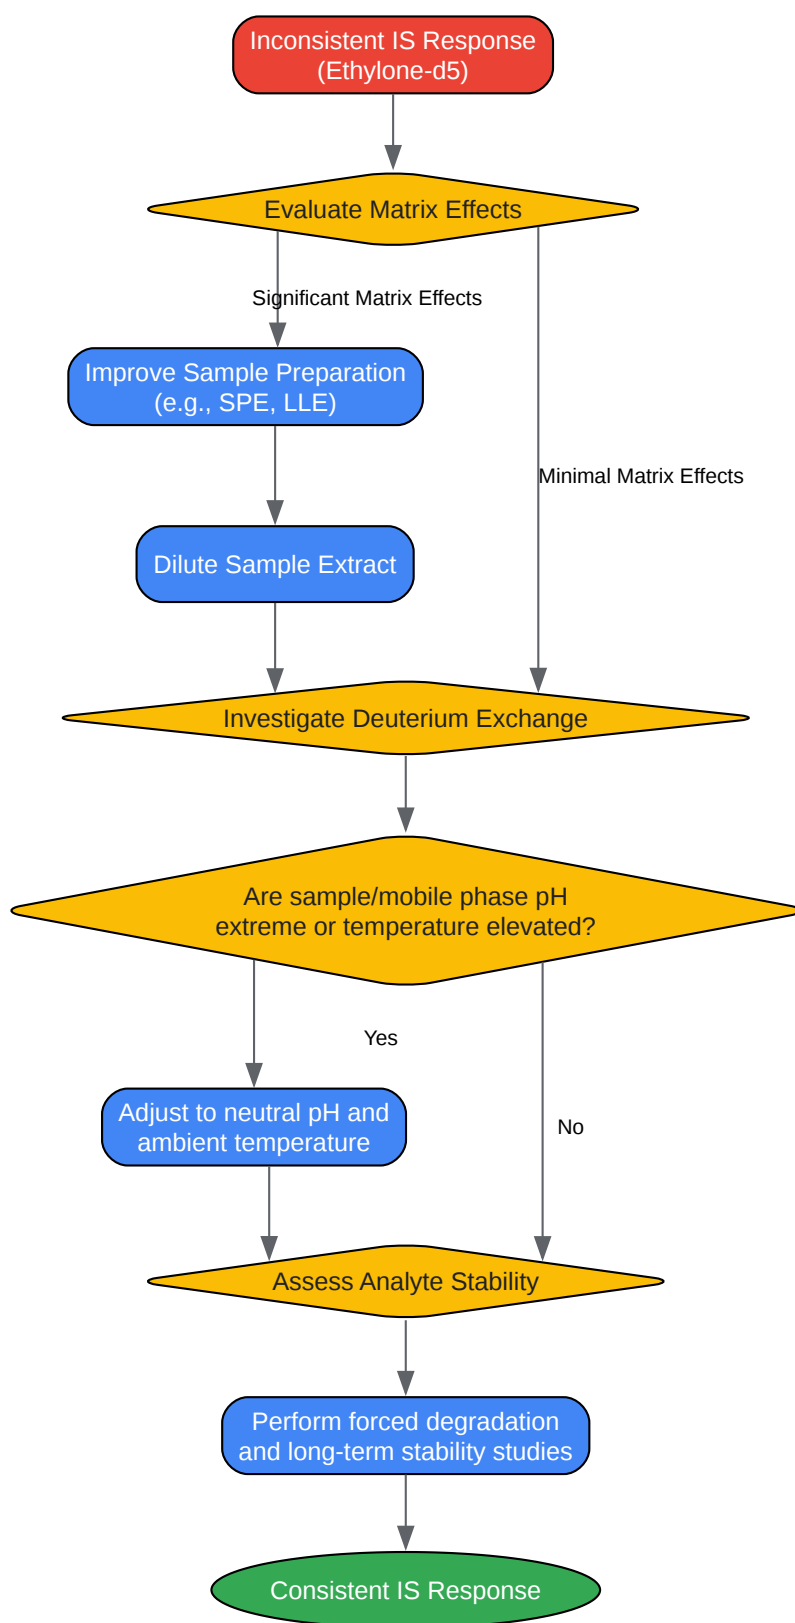 Inconsistent IS Response
(Ethylone-d5)
Evaluate Matrix Effects
Significant Matrix Effects
Improve Sample Preparation
(e.g., SPE, LLE)
Minimal Matrix Effects
Dilute Sample Extract
Investigate Deuterium Exchange
Are sample/mobile phase pH
extreme or temperature elevated?
Yes
Adjust to neutral pH and
ambient temperature
No
Assess Analyte Stability
Perform forced degradation
and long-term stability studies
Consistent IS Response